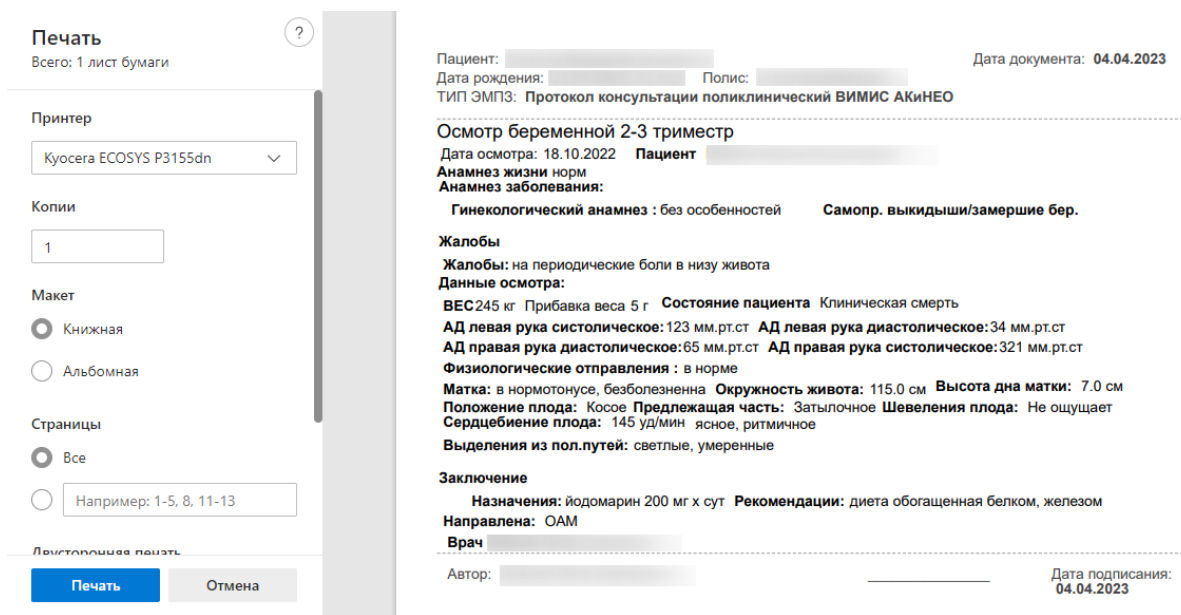 Печать
?
Всего: 1 лист бумаги
Принтер
Kyocera ECOSYS P3155dn
Копии
1
Макет
Книжная
Альбомная
Страницы
Все
Например: 1-5, 8, 11-13
Двусторонняя печать
Печать Отмена
Пациент: Дата документа: 04.04.2023
Дата рождения: Полис:
ТИП ЭМПЗ: Протокол консультации поликлинический ВИМИС АКиНЕО
Осмотр беременной 2-3 триместр
Дата осмотра: 18.10.2022 Пациент
Анамнез жизни норм
Анамнез заболевания:
Гинекологический анамнез : без особенностей Самопр. выкидыши/замершие бер.
Жалобы
Жалобы: на периодические боли в низу живота
Данные осмотра:
ВЕС245 кг Прибавка веса 5 г Состояние пациента Клиническая смерть
АД левая рука систолическое:123 мм.рт.ст АД левая рука диастолическое:34 мм.рт.ст
АД правая рука диастолическое:65 мм.рт.ст АД правая рука систолическое:321 мм.рт.ст
Физиологические отправления : в норме
Матка: в нормотонусе, безболезненна Окружность живота: 115.0 см Высота дна матки: 7.0 см
Положение плода: Косое Предлежащая часть: Затылочное Шевеления плода: Не ощущает
Сердцебиение плода: 145 уд/мин ясное, ритмичное
Выделения из пол.путей: светлые, умеренные
Заключение
Назначения: йодомарин 200 мг х сут Рекомендации: диета обогащенная белком, железом
Направлена: ОАМ
Врач
Автор: Дата подписания:
04.04.2023